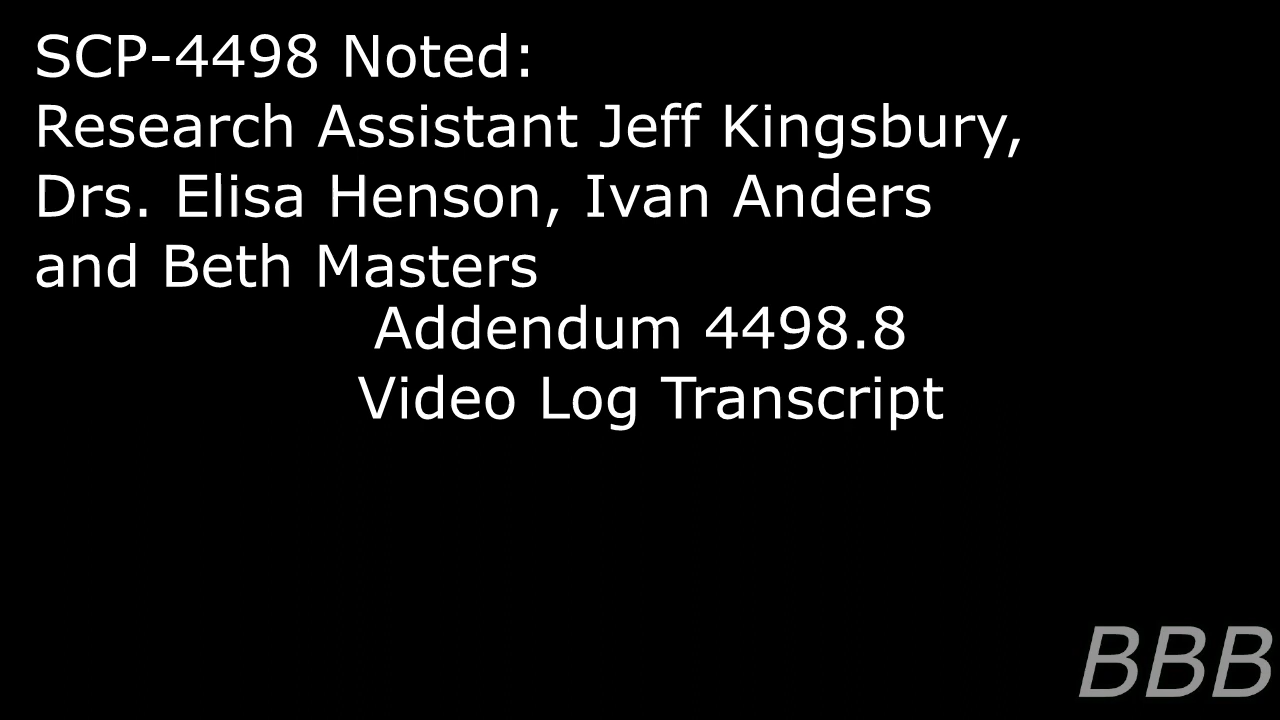 SCP-4498 Noted:
Research Assistant Jeff Kingsbury,
Drs. Elisa Henson, Ivan Anders
and Beth Masters
Addendum 4498.8
Video Log Transcript
BBB